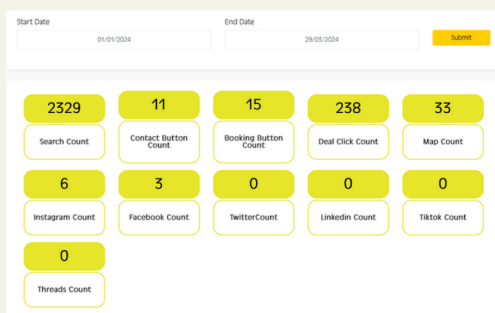 Start Date
End Date
01/01/2024
29/03/2024
Submit
2329
11
15
238
33
Search Count
Contact Button
Count
Booking Button
Count
Deal Click Count
Map Count
6
3
0
0
0
Instagram Count
Facebook Count
TwitterCount
Linkedin Count
Tiktok Count
0
Threads Count